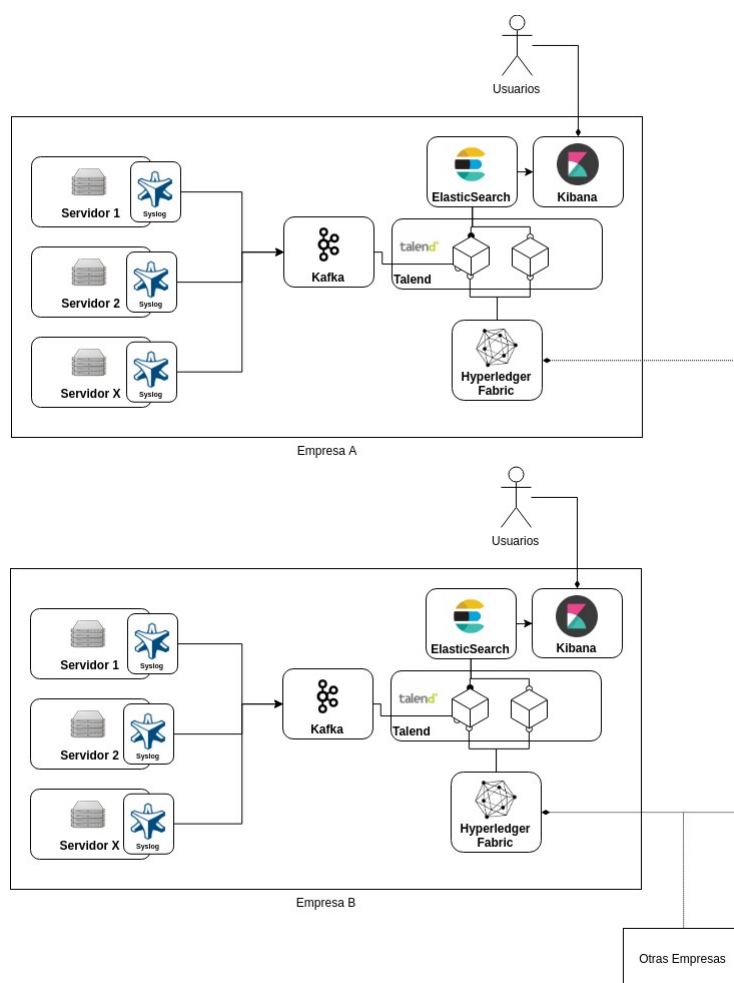 Usuarios
Servidor 1
Syslog
Servidor 2
Syslog
Servidor X
Syslog
Kafka
ElasticSearch
Kibana
talend
Talend
Hyperledger
Fabric
Empresa A
Usuarios
Servidor 1
Syslog
Servidor 2
Syslog
Servidor X
Syslog
Kafka
ElasticSearch
Kibana
talend
Talend
Hyperledger
Fabric
Empresa B
Otras Empresas